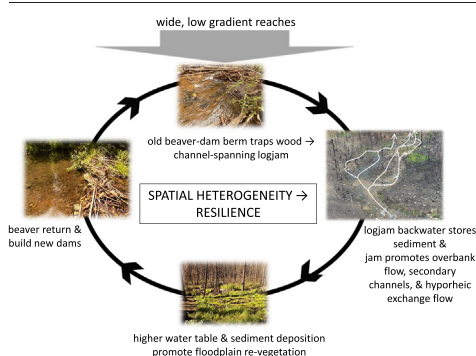 wide, low gradient reaches
old beaver-dam berm traps wood →
channel-spanning logjam
SPATIAL HETEROGENEITY →
RESILIENCE
beaver return &
build new dams
logjam backwater stores
sediment &
jam promotes overbank
flow, secondary
channels, & hyporheic
exchange flow
higher water table & sediment deposition
promote floodplain re-vegetation